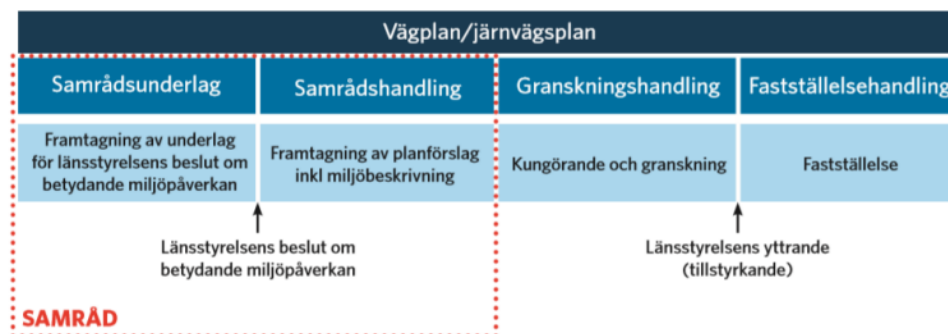 Vägplan/järnvägsplan
Samrådsunderlag
Samrådshandling
Granskningshandling
Fastställelsehandling
Framtagning av underlag
för länsstyrelsens beslut om
betydande miljöpåverkan
Framtagning av planförslag
inkl miljöbeskrivning
Kungörande och granskning
Fastställelse
Länsstyrelsens beslut om
betydande miljöpåverkan
Länsstyrelsens yttrande
(tillstyrkande)
SAMRÅD